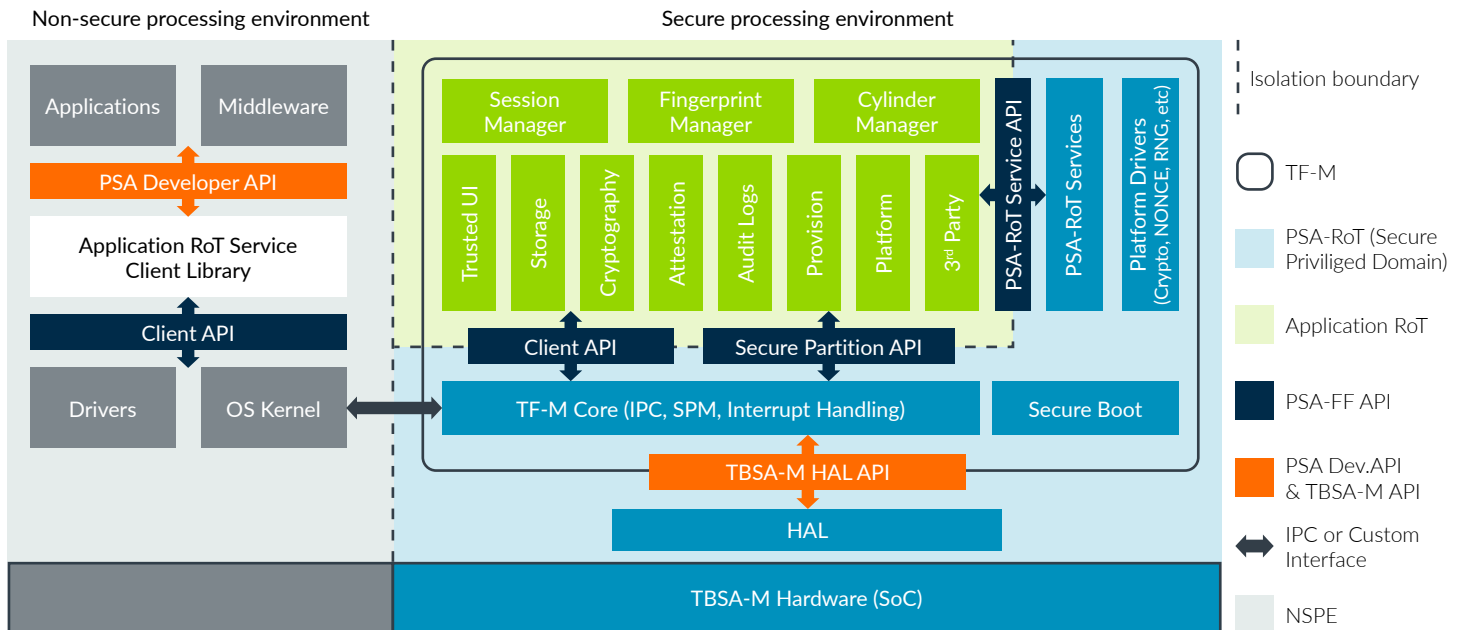 Non-secure processing environment
Secure processing environment
Applications
Middleware
PSA Developer API
Application RoT Service
Client Library
Client API
Drivers
OS Kernel
Session
Manager
Fingerprint
Manager
Cylinder
Manager
Trusted UI
Storage
Cryptography
Attestation
Audit Logs
Provision
Platform
3rd Party
PSA-RoT Service API
PSA-RoT Services
Platform Drivers
(Crypto, NONCE, RNG, etc)
Client API
Secure Partition API
TF-M Core (IPC, SPM, Interrupt Handling)
Secure Boot
TBSA-M HAL API
HAL
TBSA-M Hardware (SoC)
Isolation boundary
TF-M
PSA-RoT (Secure
Priviliged Domain)
Application RoT
PSA-FF API
PSA Dev.API
& TBSA-M API
IPC or Custom
Interface
NSPE